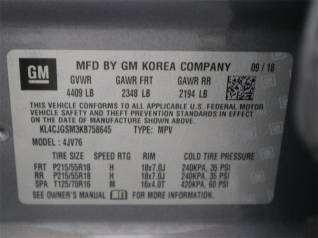 GM
MFD BY GM KOREA COMPANY
09/18
GVWR GAWR FRT GAWR RR
4409 LB 2348 LB 2194 LB
THIS VEHICLE CONFORMS TO ALL APPLICABLE U.S. FEDERAL MOTOR
VEHICLE SAFETY AND THEFT PREVENTION STANDARDS IN EFFECT ON THE
DATE OF MANUFACTURE SHOWN ABOVE.
KL4CJGSM3KB758645 TYPE: MPV
MODEL: 4JV76
TIRE SIZE SPEED RTG RIM COLD TIRE PRESSURE
FRT P215/55R18 H 18x7.0J 240KPA, 35 PSI
RR P215/55R18 H 18x7.0J 240KPA, 35 PSI
SPA T125/70R16 M 16x4.0T 420KPA, 60 PSI
SEE OWNER'S MANUAL FOR MORE INFORMATION.